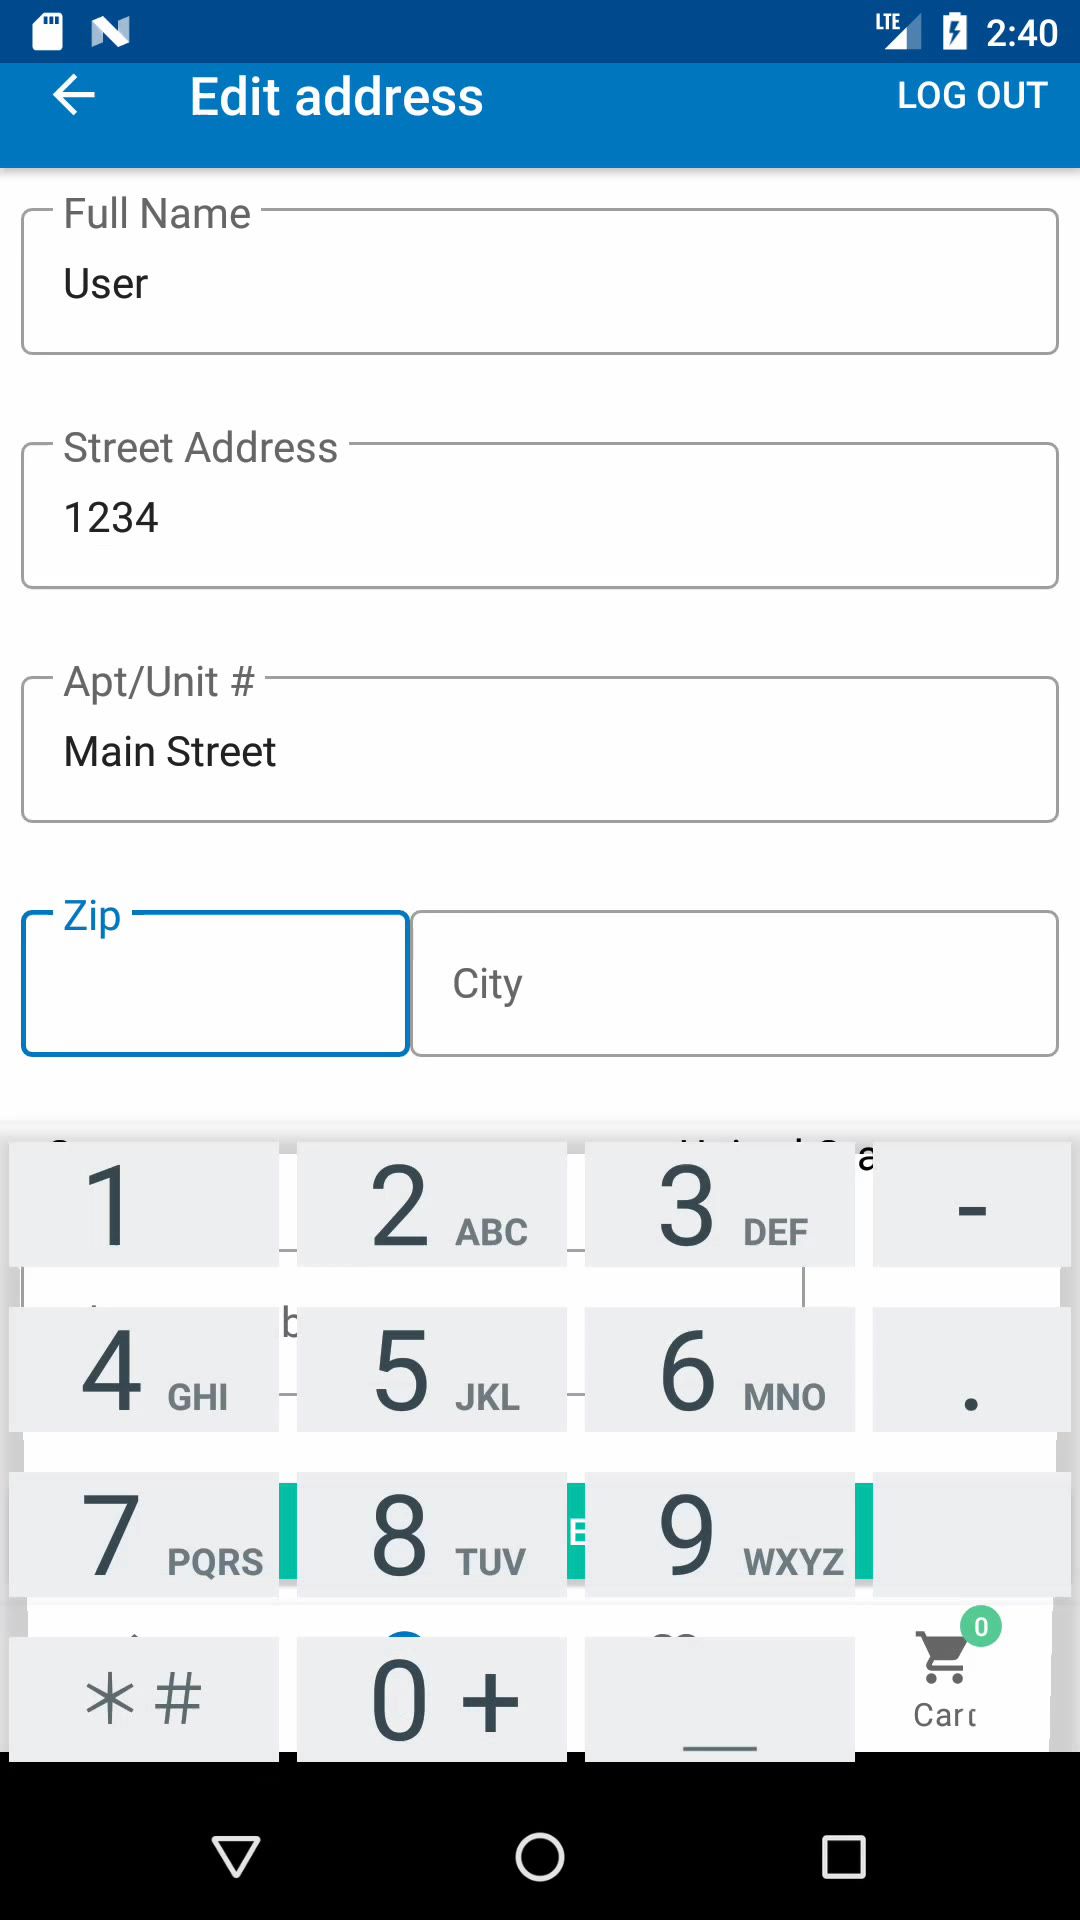 LTE 2:40
Edit address LOG OUT
Full Name
User
Street Address
1234
Apt/Unit #
Main Street
Zip
City
1 2 ABC 3 DEF -
4 GHI 5 JKL 6 MNO .
7 PQRS 8 TUV 9 WXYZ
0
* # 0 + _
Cart